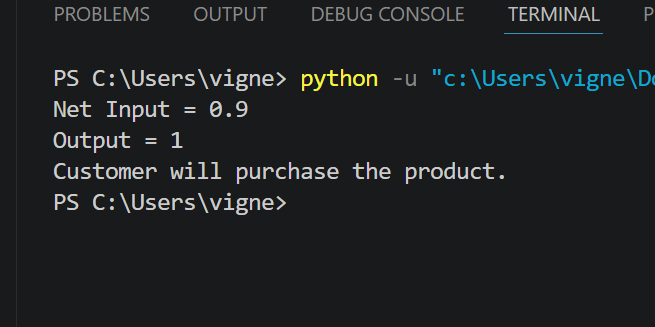 PROBLEMS OUTPUT DEBUG CONSOLE TERMINAL P
PS C:\Users\vigne> python -u "c:\Users\vigne\Do
Net Input = 0.9
Output = 1
Customer will purchase the product.
PS C:\Users\vigne>